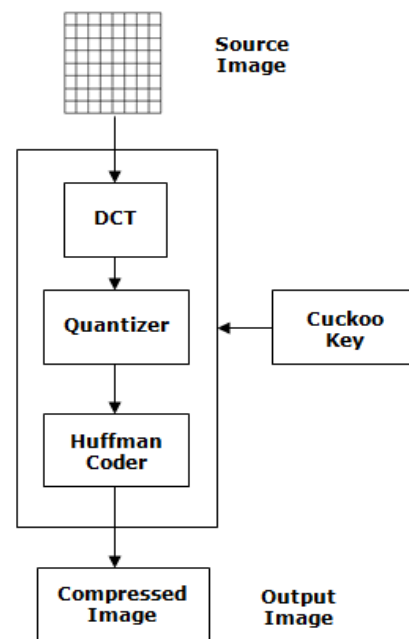 Source
Image
DCT
Quantizer
Cuckoo
Key
Huffman
Coder
Compressed
Image
Output
Image